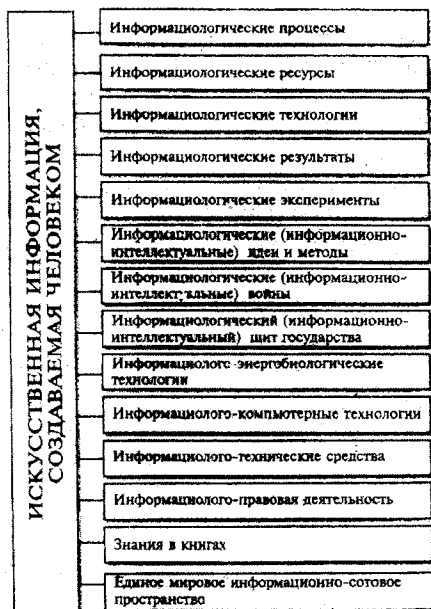 ИСКУССТВЕННАЯ ИНФОРМАЦИЯ,
СОЗДАВАЕМАЯ ЧЕЛОВЕКОМ
Информациологические процессы
Информациологические ресурсы
Информациологические технологии
Информациологические результаты
Информациологические эксперименты
Информациологические (информационно-
интеллектуальные) идеи и методы
Информациологические (информационно-
интеллектуальные) войны
Информациологический (информационно-
интеллектуальный) щит государства
Информациолого-энергобиологические
технологии
Информациолого-компьютерные технологии
Информациолого-технические средства
Информациолого-правовая деятельность
Знания в книгах
Единое мировое информационно-сотовое
пространство